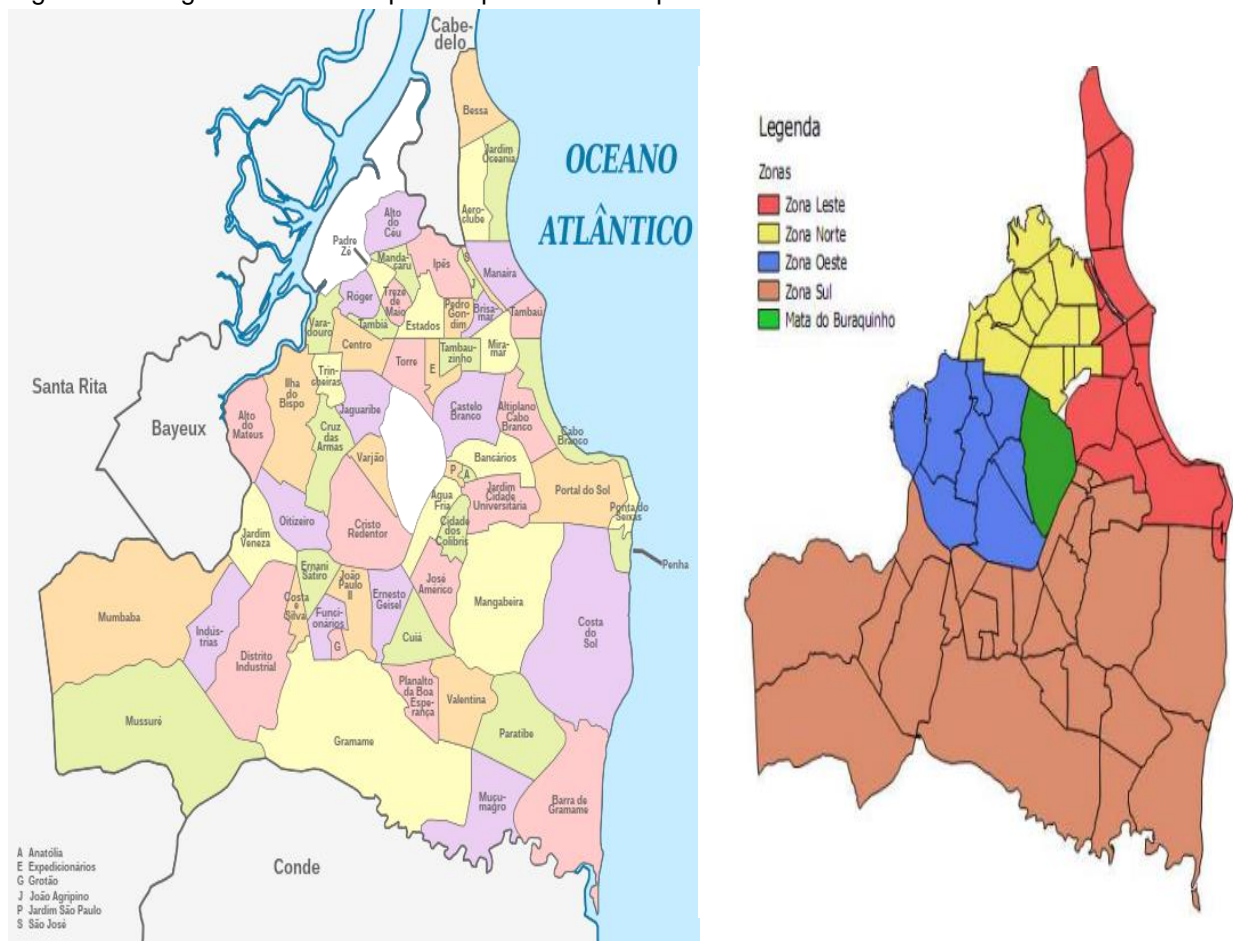 Cabe-
delo
Bessa
Jardim
Oceania
OCEANO
ATLÂNTICO
Aero-
clube
Alto
do
Céu
Padre
Zé
Manda-
caru
Ipês
S
J
Manaíra
Róger
Treze
de
Maio
Pedro
Gon-
dim
Brisa-
mar
Tambaú
Vara-
douro
Tambiá
Estados
Centro
Torre
E
Tambau-
zinho
Mira-
mar
Santa Rita
Bayeux
Ilha
do
Bispo
Trin-
cheiras
Alto
do
Mateus
Jaguaribe
Castelo
Branco
Altiplano
Cabo
Branco
Cabo
Branco
Cruz
das
Armas
Varjão
Bancários
P
A
Água
Fria
Jardim
Cidade
Universitária
Portal do Sol
Ponta do
Seixas
Oitizeiro
Cristo
Redentor
Cidade
dos
Colibris
Jardim
Veneza
Penha
Ernani
Sátiro
João
Paulo
II
Ernesto
Geisel
José
Américo
Mangabeira
Mumbaba
Indús-
trias
Costa
e
Silva
Funci-
onários
G
Cuiá
Costa
do
Sol
Distrito
Industrial
Planalto
da Boa
Espe-
rança
Valentina
Mussuré
Gramame
Paratibe
Muçu-
magro
Barra de
Gramame
Conde
A Anatólia
E Expedicionários
G Grotão
J João Agripino
P Jardim São Paulo
S São José
Legenda
Zonas
Zona Leste
Zona Norte
Zona Oeste
Zona Sul
Mata do Buraquinho